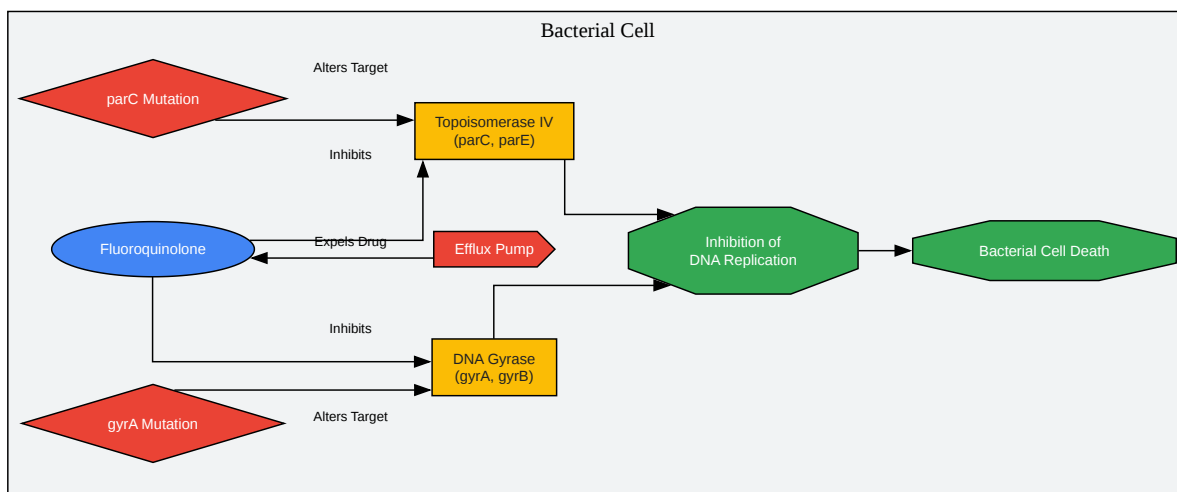 Bacterial Cell
Alters Target
parC Mutation
Topoisomerase IV
(parC, parE)
Inhibits
Fluoroquinolone
Expels Drug
Efflux Pump
Inhibition of
DNA Replication
Bacterial Cell Death
Inhibits
DNA Gyrase
(gyrA, gyrB)
Alters Target
gyrA Mutation